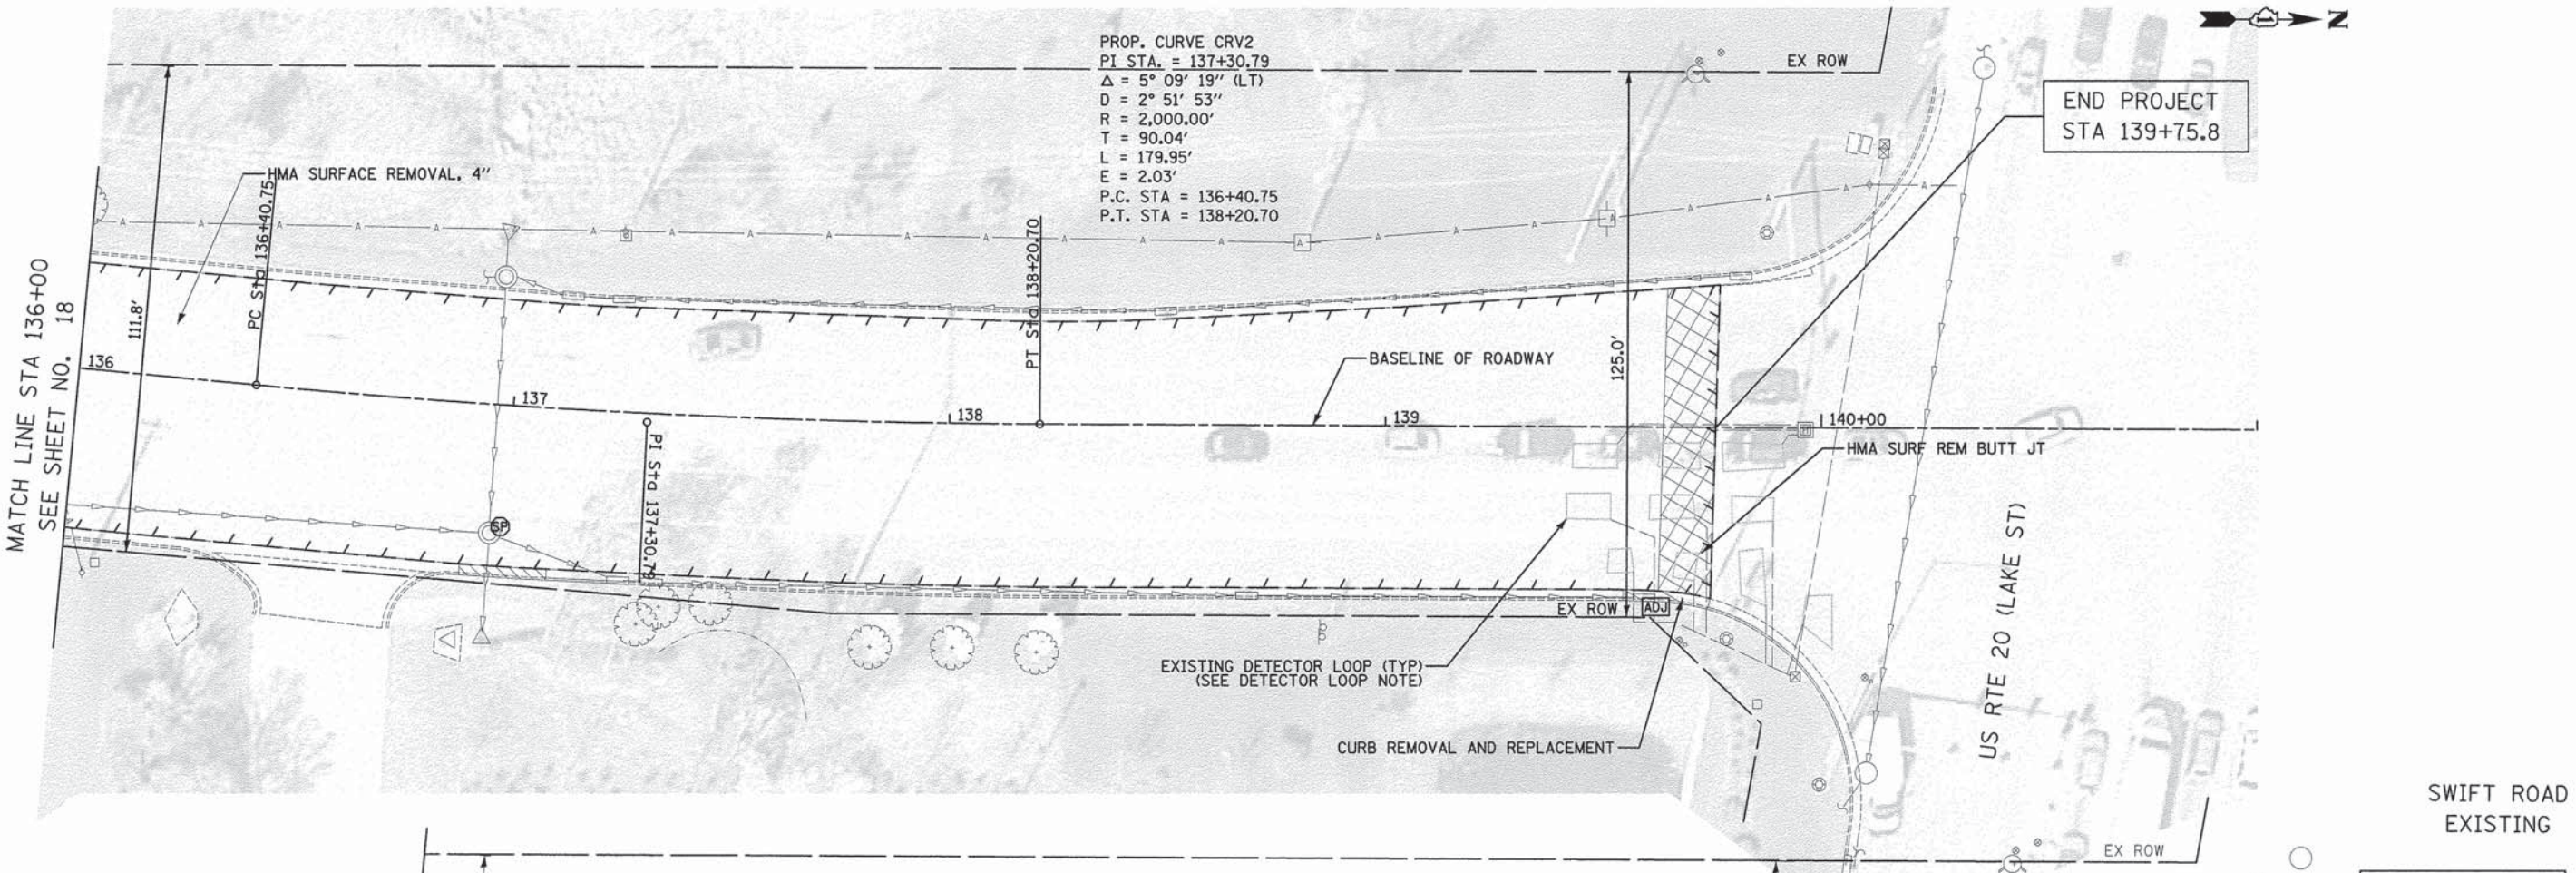 N
PROP. CURVE CRV2
PI STA. = 137+30.79
Δ = 5° 09' 19" (LT)
D = 2° 51' 53"
R = 2,000.00'
T = 90.04'
L = 179.95'
E = 2.03'
P.C. STA = 136+40.75
P.T. STA = 138+20.70
EX ROW
END PROJECT
STA 139+75.8
HMA SURFACE REMOVAL, 4"
MATCH LINE STA 136+00
SEE SHEET NO. 18
111.8'
PC Sta 136+40.75
PT Sta 138+20.70
125.0'
BASELINE OF ROADWAY
136
137
138
139
140+00
PI Sta 137+30.79
HMA SURF REM BUTT JT
A A A A A A A A A A A A A A A A A A A A A A A
SP
EX ROW
ADJ
EXISTING DETECTOR LOOP (TYP)
(SEE DETECTOR LOOP NOTE)
CURB REMOVAL AND REPLACEMENT
US RTE 20 (LAKE ST)
SWIFT ROAD
EXISTING
EX ROW